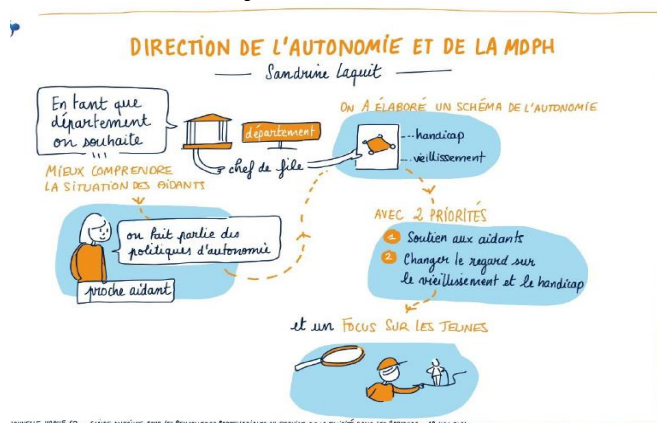 DIRECTION DE L'AUTONOMIE ET DE LA MDPH
Sandrine Laquit
En tant que
département
on souhaite
MIEUX COMPRENDRE
LA SITUATION DES AIDANTS
département
chef de file
ON A ÉLABORÉ UN SCHÉMA DE L'AUTONOMIE
handicap
vieillissement
on fait partie des
politiques d'autonomie
proche aidant
AVEC 2 PRIORITÉS
1 Soutien aux aidants
2 Changer le regard sur
le vieillissement et le handicap
et un FOCUS SUR LES JEUNES